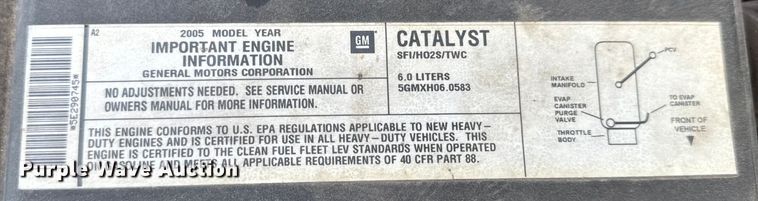 A2
2005 MODEL YEAR
IMPORTANT ENGINE
INFORMATION
GENERAL MOTORS CORPORATION
GM
NO ADJUSTMENTS NEEDED. SEE SERVICE MANUAL OR
OWNERS MANUAL FOR MORE INFORMATION.
CATALYST
SFI/HO2S/TWC
6.0 LITERS
5GMXH06.0583
THIS ENGINE CONFORMS TO U.S. EPA REGULATIONS APPLICABLE TO NEW HEAVY-
DUTY ENGINES AND IS CERTIFIED FOR USE IN ALL HEAVY-DUTY VEHICLES. THIS
ENGINE IS CERTIFIED TO THE CLEAN FUEL FLEET LEV STANDARDS WHEN OPERATED
ON GASOLINE AND MEETS ALL APPLICABLE REQUIREMENTS OF 40 CFR PART 88.
*5E290745*
PCV
INTAKE
MANIFOLD
EVAP
CANISTER
PURGE
VALVE
THROTTLE
BODY
TO EVAP
CANISTER
FRONT OF
VEHICLE
Purple Wave Auction